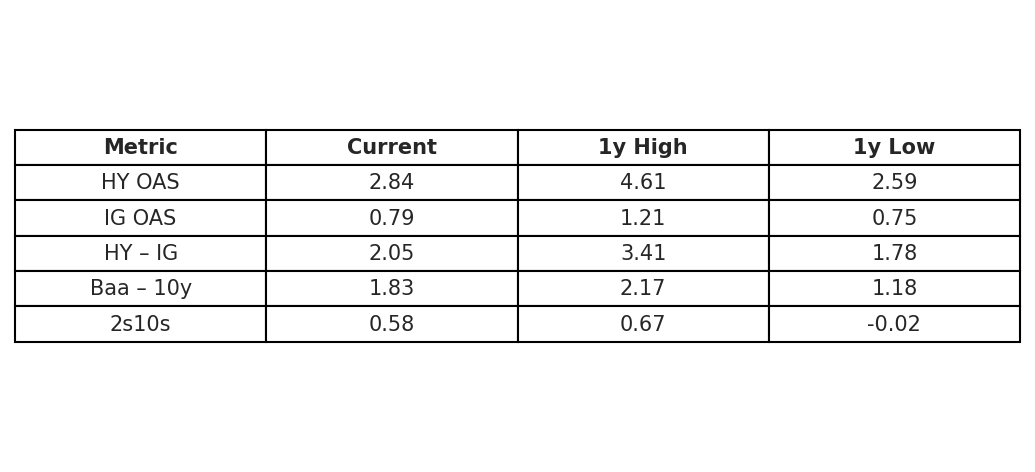 Metric Current 1y High 1y Low
HY OAS 2.84 4.61 2.59
IG OAS 0.79 1.21 0.75
HY – IG 2.05 3.41 1.78
Baa – 10y 1.83 2.17 1.18
2s10s 0.58 0.67 -0.02